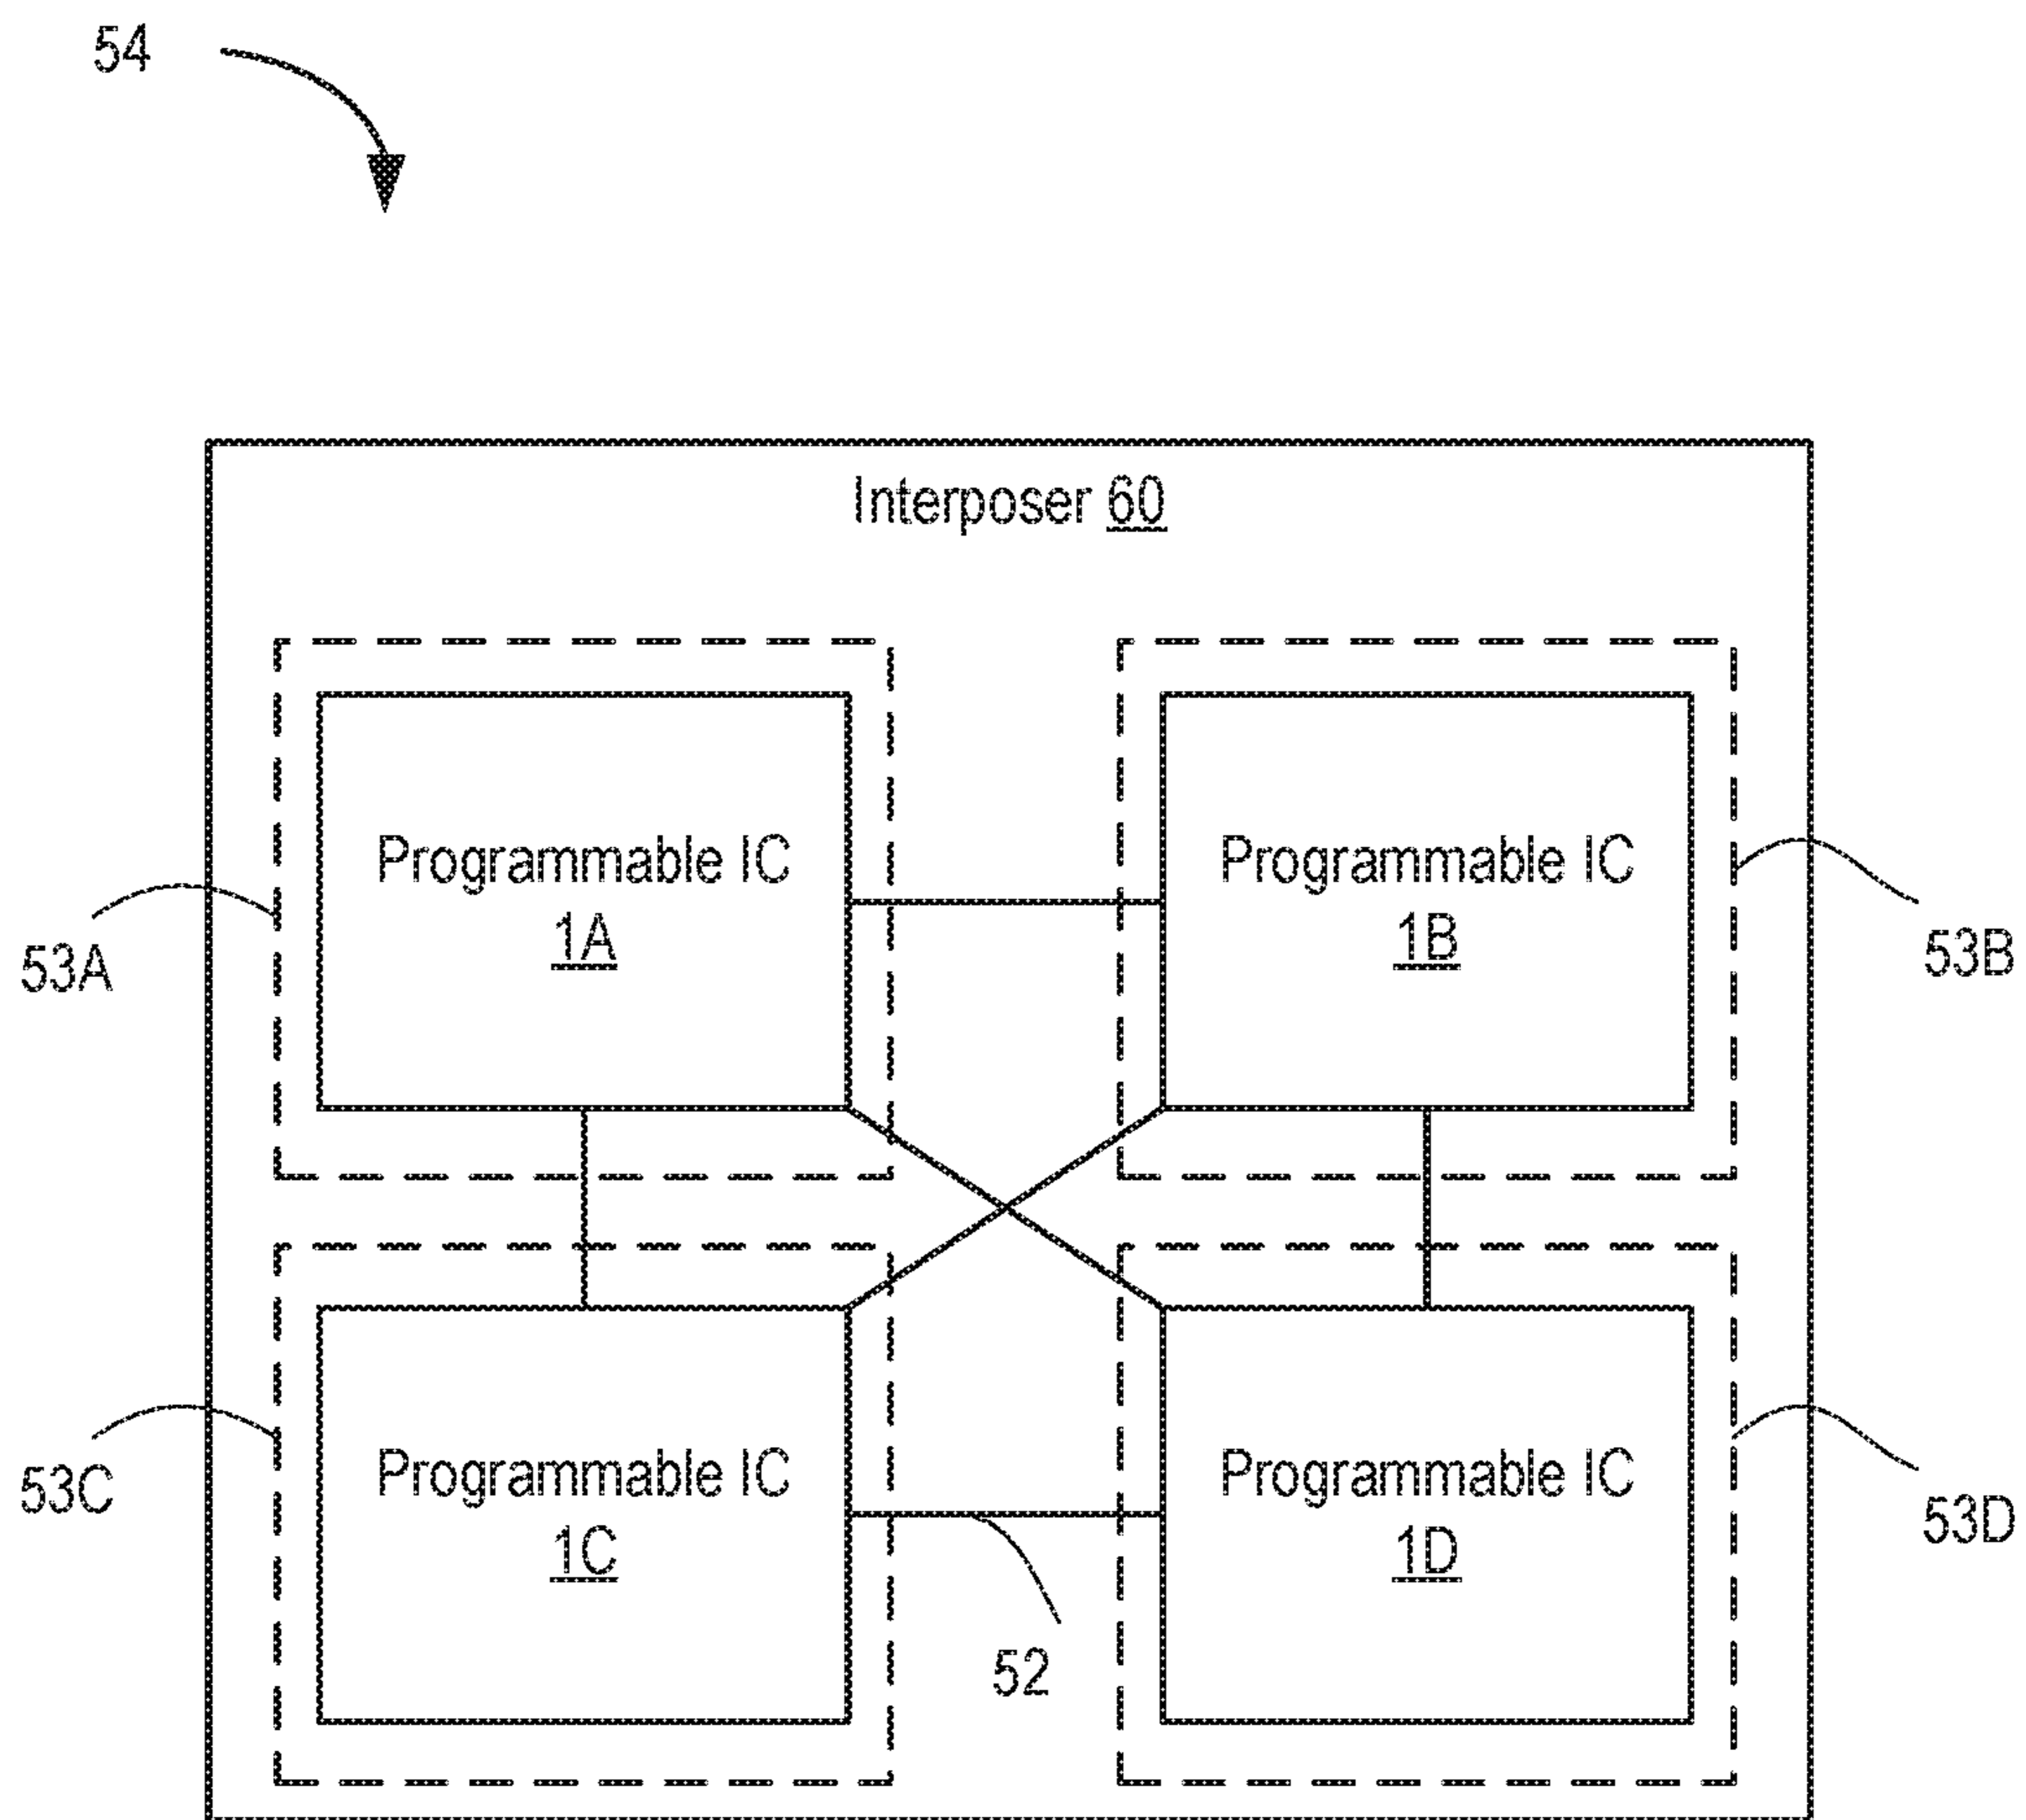 54
Interposer 60
Programmable IC
1A
Programmable IC
1B
53A
53B
Programmable IC
1C
Programmable IC
1D
53C
53D
52